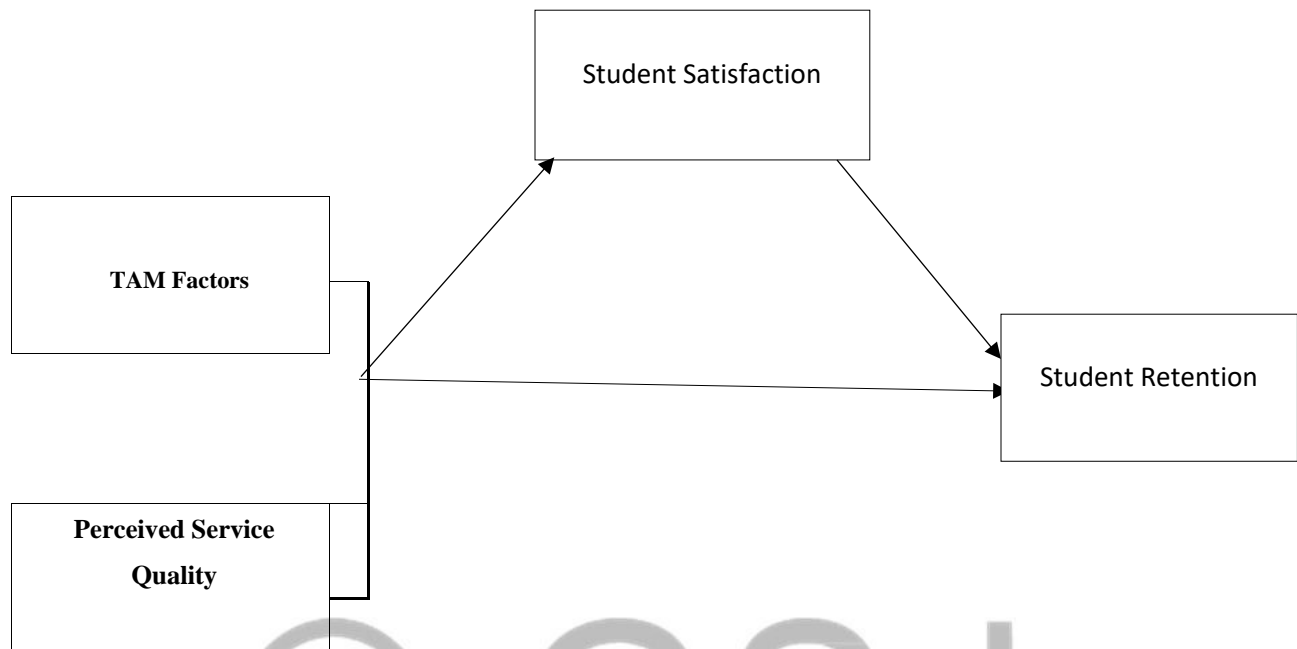 Student Satisfaction
TAM Factors
Student Retention
Perceived Service
Quality